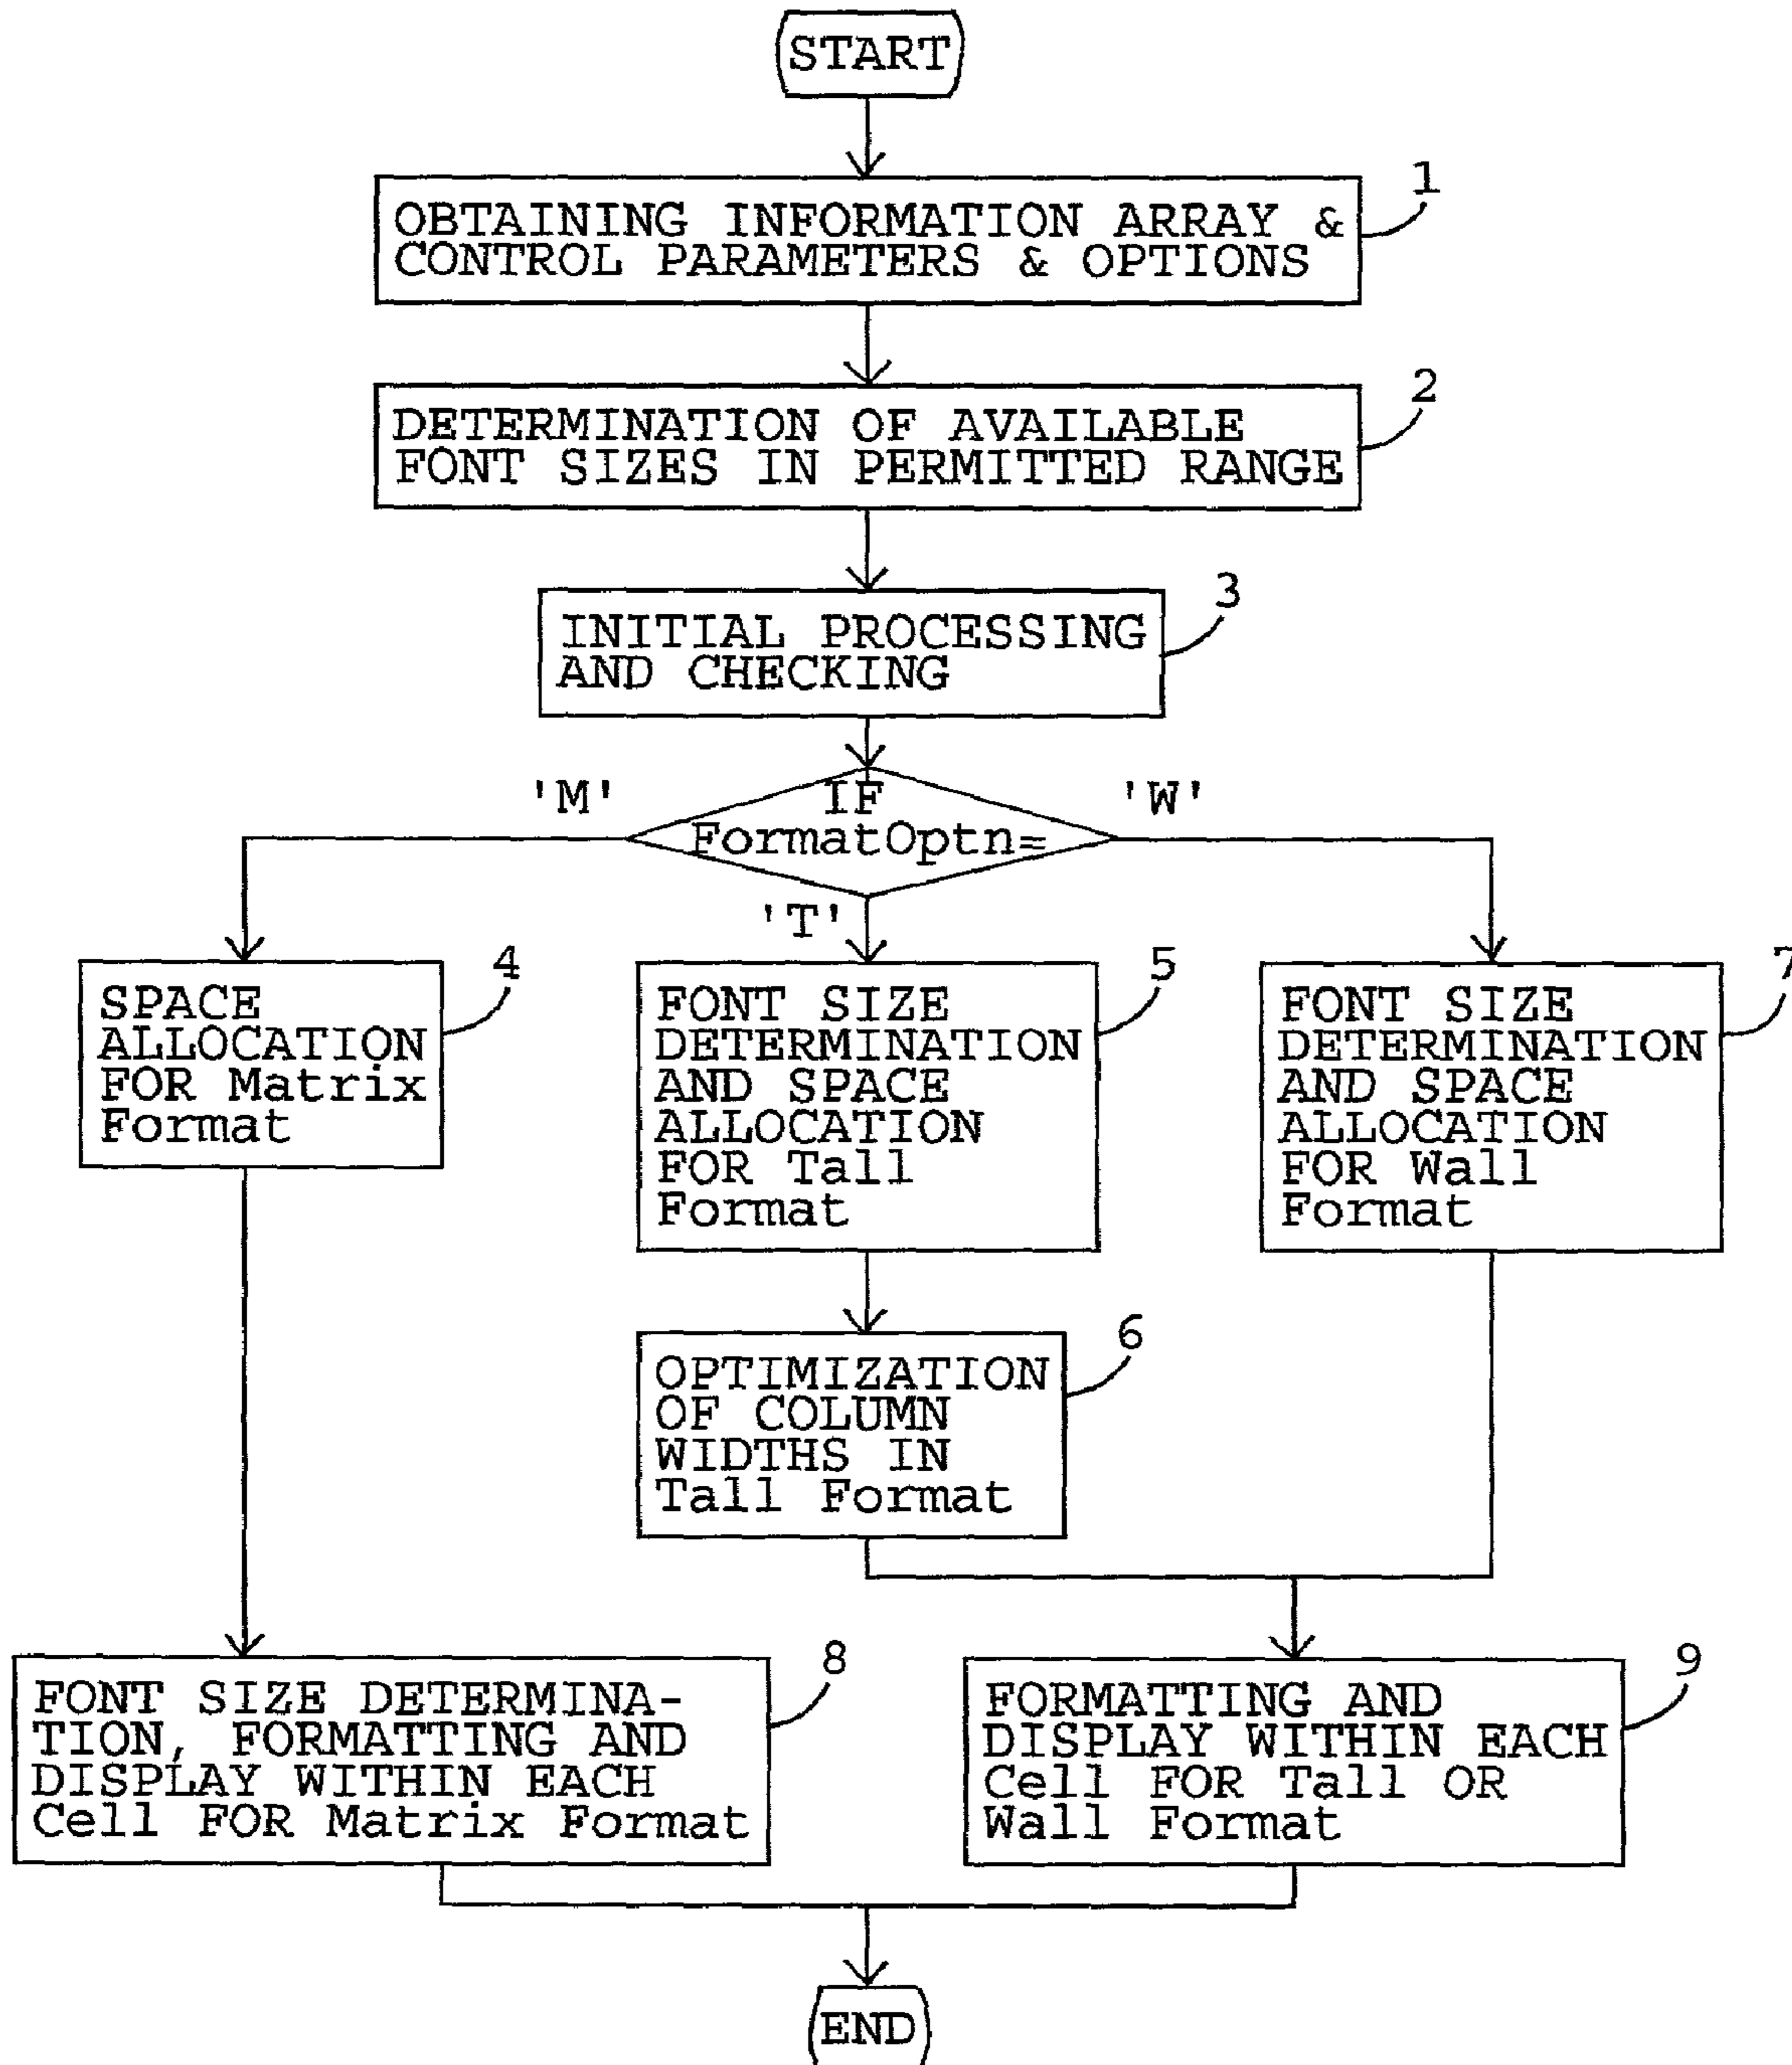 START
1
OBTAINING INFORMATION ARRAY &
CONTROL PARAMETERS & OPTIONS
2
DETERMINATION OF AVAILABLE
FONT SIZES IN PERMITTED RANGE
3
INITIAL PROCESSING
AND CHECKING
'M'
IF
FormatOptn=
'W'
'T'
4
SPACE
ALLOCATION
FOR Matrix
Format
5
FONT SIZE
DETERMINATION
AND SPACE
ALLOCATION
FOR Tall
Format
7
FONT SIZE
DETERMINATION
AND SPACE
ALLOCATION
FOR Wall
Format
6
OPTIMIZATION
OF COLUMN
WIDTHS IN
Tall Format
8
FONT SIZE DETERMINA-
TION, FORMATTING AND
DISPLAY WITHIN EACH
Cell FOR Matrix Format
9
FORMATTING AND
DISPLAY WITHIN EACH
Cell FOR Tall OR
Wall Format
END